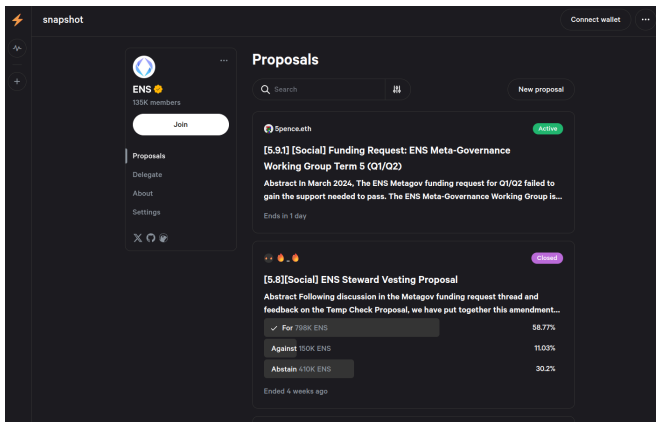 snapshot
Connect wallet
ENS
135K members
Join
Proposals
Delegate
About
Settings
Proposals
Search
New proposal
5pence.eth
Active
[5.9.1] [Social] Funding Request: ENS Meta-Governance
Working Group Term 5 (Q1/Q2)
Abstract In March 2024, The ENS Metagov funding request for Q1/Q2 failed to
gain the support needed to pass. The ENS Meta-Governance Working Group is...
Ends in 1 day
Closed
[5.8][Social] ENS Steward Vesting Proposal
Abstract Following discussion in the Metagov funding request thread and
feedback on the Temp Check Proposal, we have put together this amendment...
For 798K ENS 58.77%
Against 150K ENS 11.03%
Abstain 410K ENS 30.2%
Ended 4 weeks ago